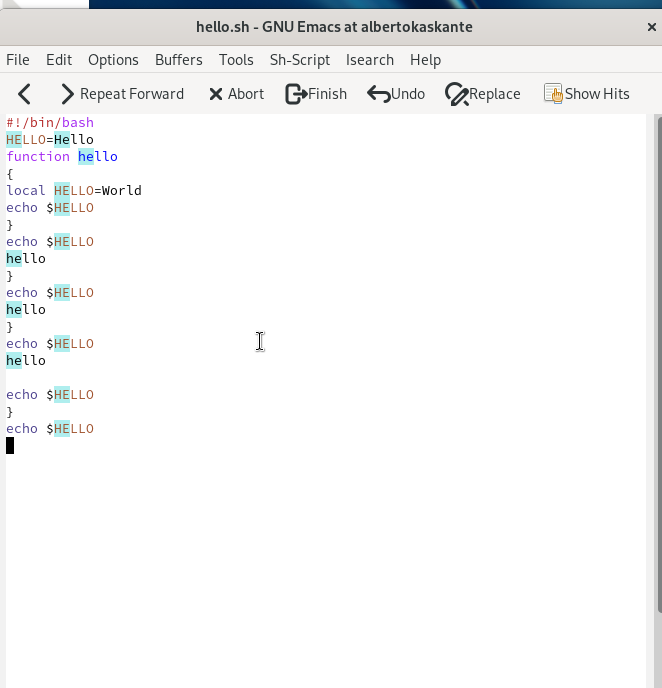 hello.sh - GNU Emacs at albertokaskante
File Edit Options Buffers Tools Sh-Script Isearch Help
Repeat Forward Abort Finish Undo Replace Show Hits
#!/bin/bash
HELLO=Hello
function hello
{
local HELLO=World
echo $HELLO
}
echo $HELLO
hello
}
echo $HELLO
hello
}
echo $HELLO
hello
echo $HELLO
}
echo $HELLO